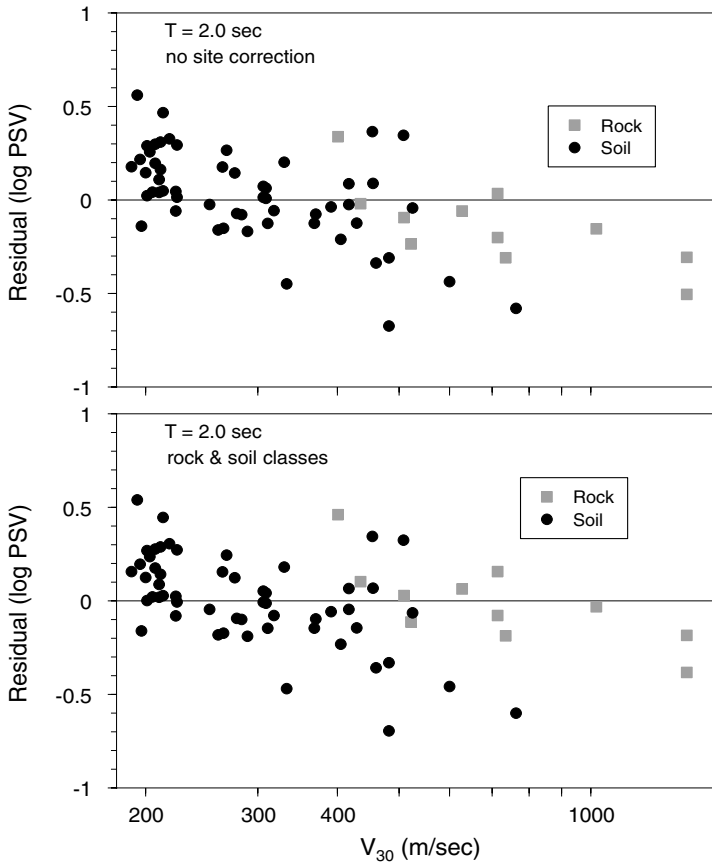 1
T = 2.0 sec
no site correction
0.5
Rock
Soil
0
-0.5
-1
Residual (log PSV)
1
T = 2.0 sec
rock & soil classes
0.5
Rock
Soil
0
-0.5
-1
Residual (log PSV)
200 300 400 1000
V30 (m/sec)